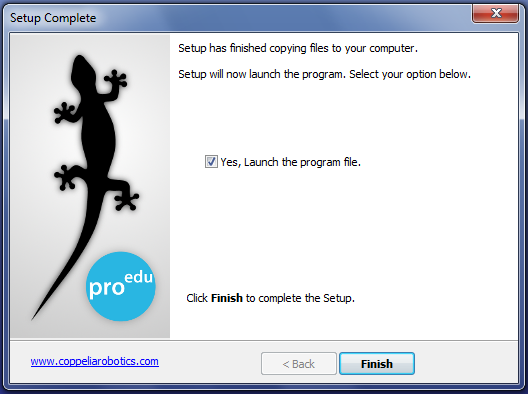 Setup Complete
Setup has finished copying files to your computer.
Setup will now launch the program. Select your option below.
Yes, Launch the program file.
pro edu
Click Finish to complete the Setup.
www.coppeliarobotics.com
< Back
Finish